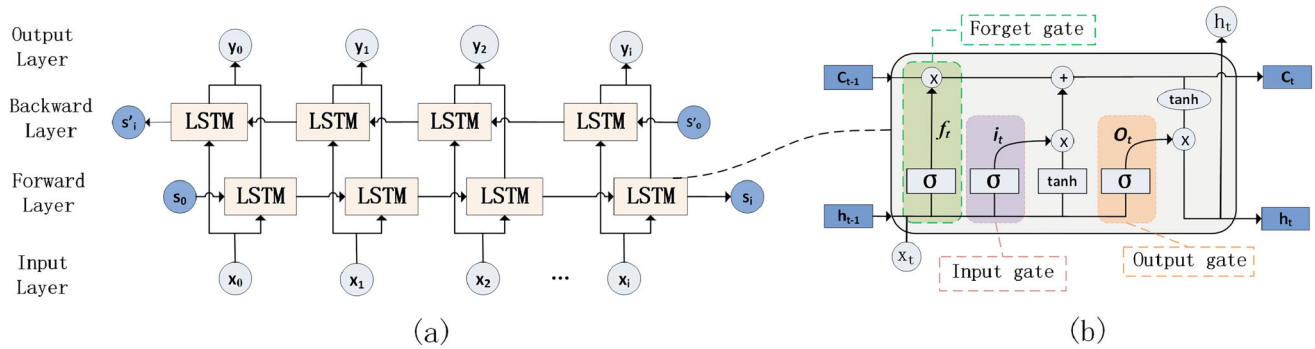 Output
Layer
y0 y1 y2 yi
Backward
Layer
s'i LSTM LSTM LSTM LSTM s'0
Forward
Layer
s0 LSTM LSTM LSTM LSTM si
Input
Layer
x0 x1 x2 ... xi
(a)
Forget gate
ht
Ct-1 x + Ct
tanh
ft it x Ot x
σ σ tanh σ
ht-1 ht
xt
Input gate
Output gate
(b)